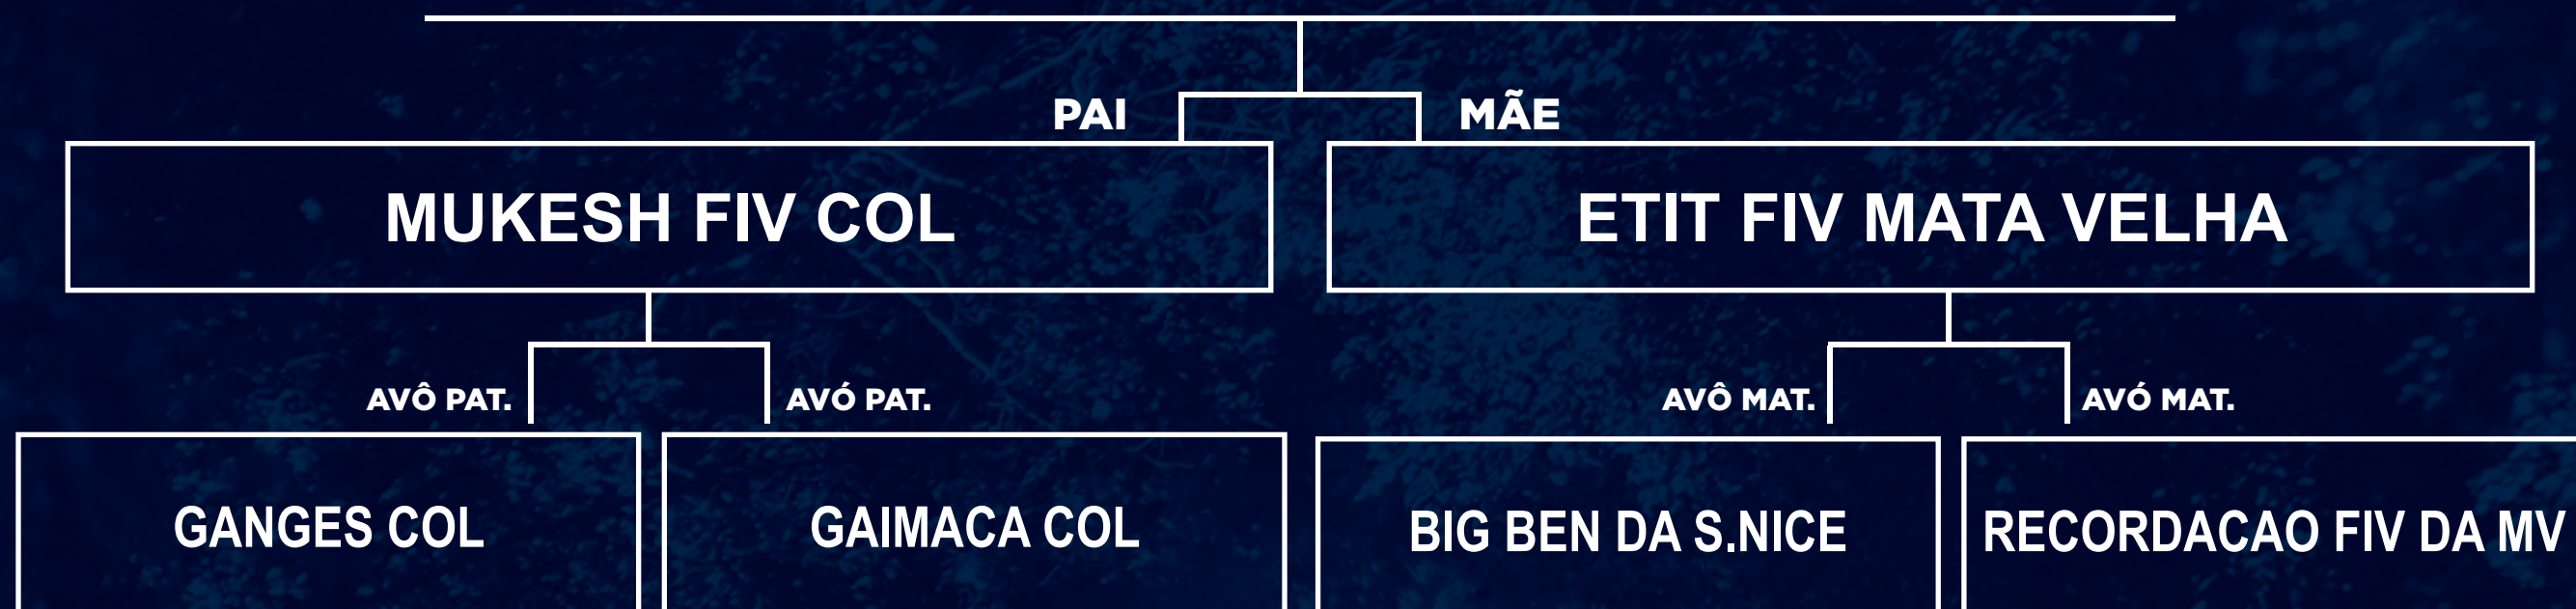 PAI
MÃE
MUKESH FIV COL
ETIT FIV MATA VELHA
AVÔ PAT.
AVÓ PAT.
AVÔ MAT.
AVÓ MAT.
GANGES COL
GAIMACA COL
BIG BEN DA S.NICE
RECORDACAO FIV DA MV